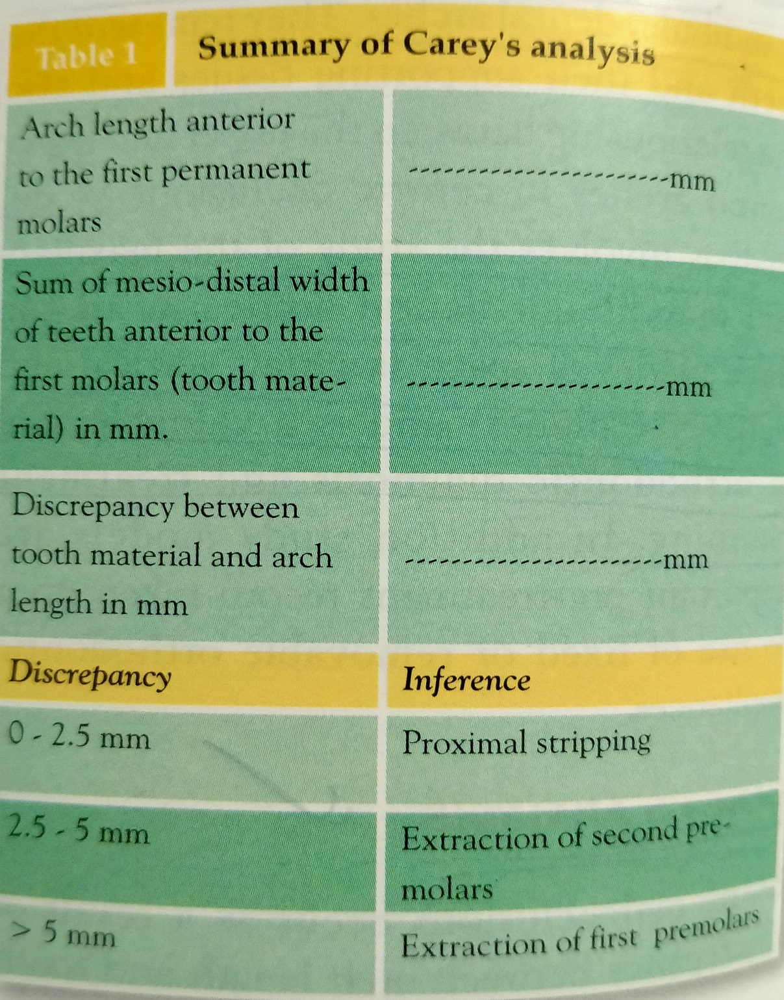 Table 1
Summary of Carey's analysis
Arch length anterior
to the first permanent
molars
-----------------------mm
Sum of mesio-distal width
of teeth anterior to the
first molars (tooth mate-
rial) in mm.
-----------------------mm
Discrepancy between
tooth material and arch
length in mm
-----------------------mm
Discrepancy
Inference
0 - 2.5 mm
Proximal stripping
2.5 - 5 mm
Extraction of second pre-
molars
> 5 mm
Extraction of first premolars